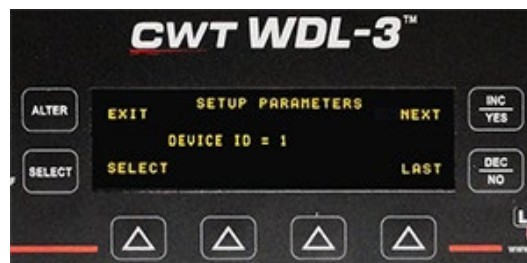 CWT WDL-3™
ALTER
EXIT
SETUP PARAMETERS
NEXT
INC
YES
DEVICE ID = 1
SELECT
SELECT
LAST
DEC
NO